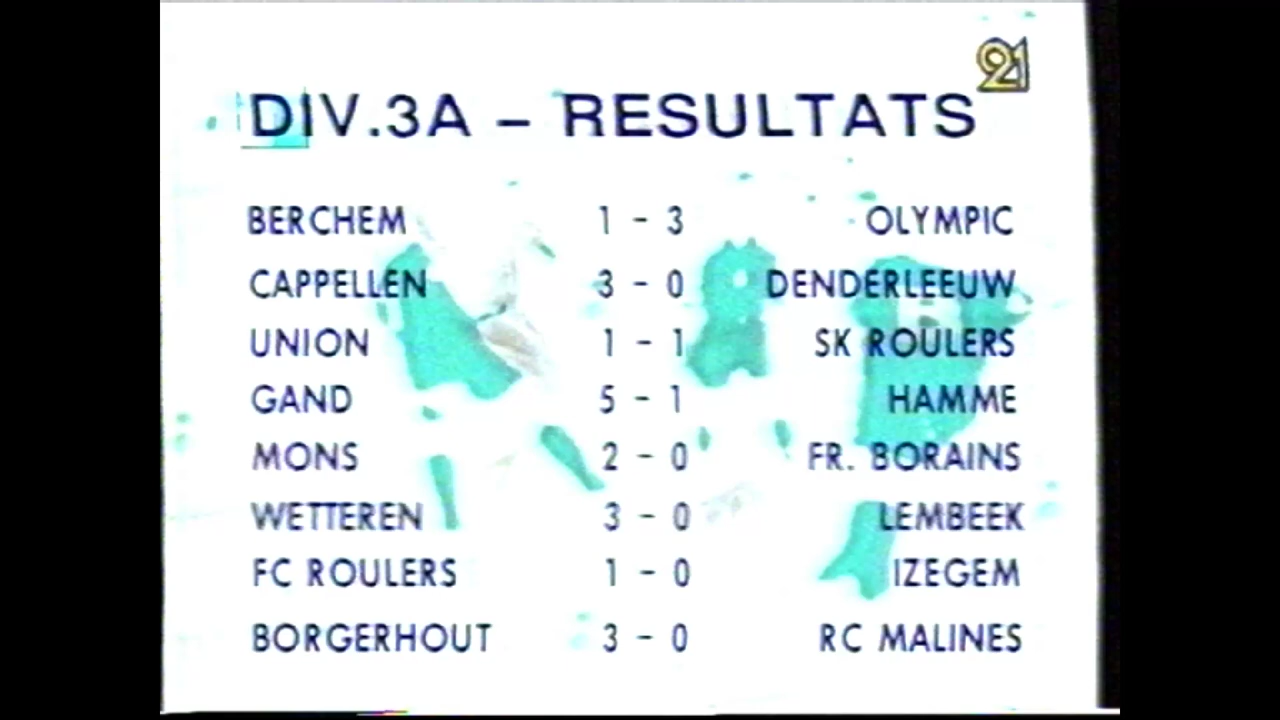 21
DIV.3A - RESULTATS
BERCHEM 1 - 3 OLYMPIC
CAPPELLEN 3 - 0 DENDERLEEUW
UNION 1 - 1 SK ROULERS
GAND 5 - 1 HAMME
MONS 2 - 0 FR. BORAINS
WETTEREN 3 - 0 LEMBEEK
FC ROULERS 1 - 0 IZEGEM
BORGERHOUT 3 - 0 RC MALINES